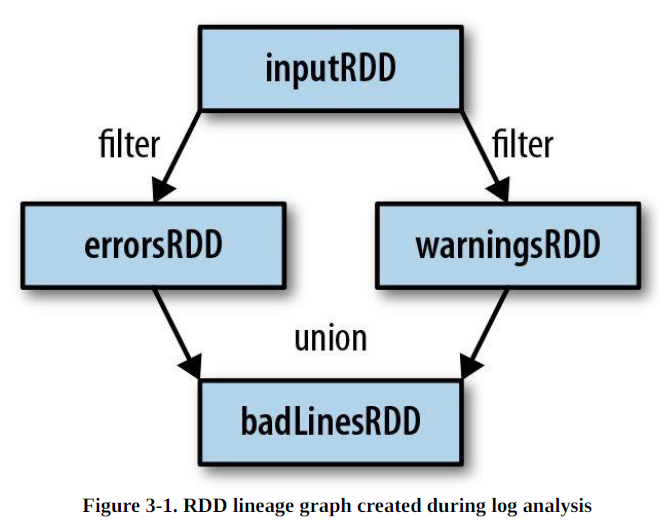 inputRDD
filter
filter
errorsRDD
warningsRDD
union
badLinesRDD
Figure 3-1. RDD lineage graph created during log analysis